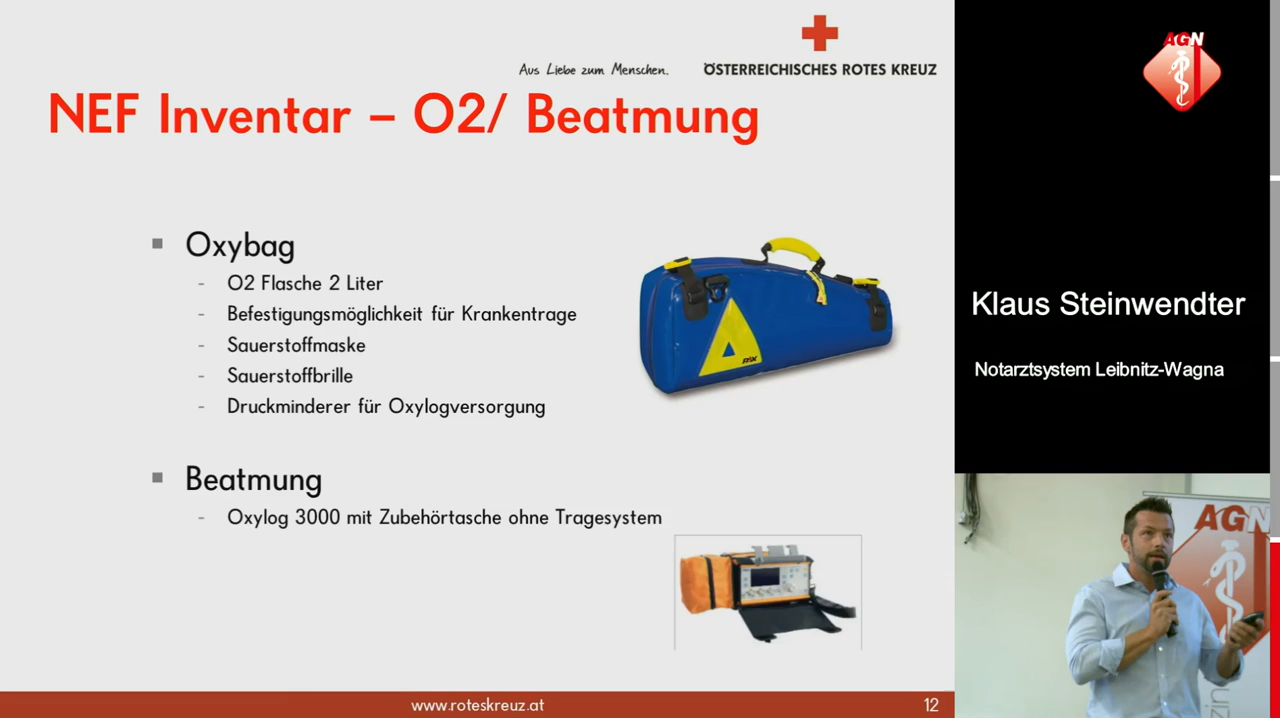 Aus Liebe zum Menschen.
ÖSTERREICHISCHES ROTES KREUZ
NEF Inventar – O2/ Beatmung
Oxybag
- O2 Flasche 2 Liter
- Befestigungsmöglichkeit für Krankentrage
- Sauerstoffmaske
- Sauerstoffbrille
- Druckminderer für Oxylogversorgung
PAX
Beatmung
- Oxylog 3000 mit Zubehörtasche ohne Tragesystem
www.roteskreuz.at
12
AGN
Klaus Steinwendter
Notarztsystem Leibnitz-Wagna
AGN